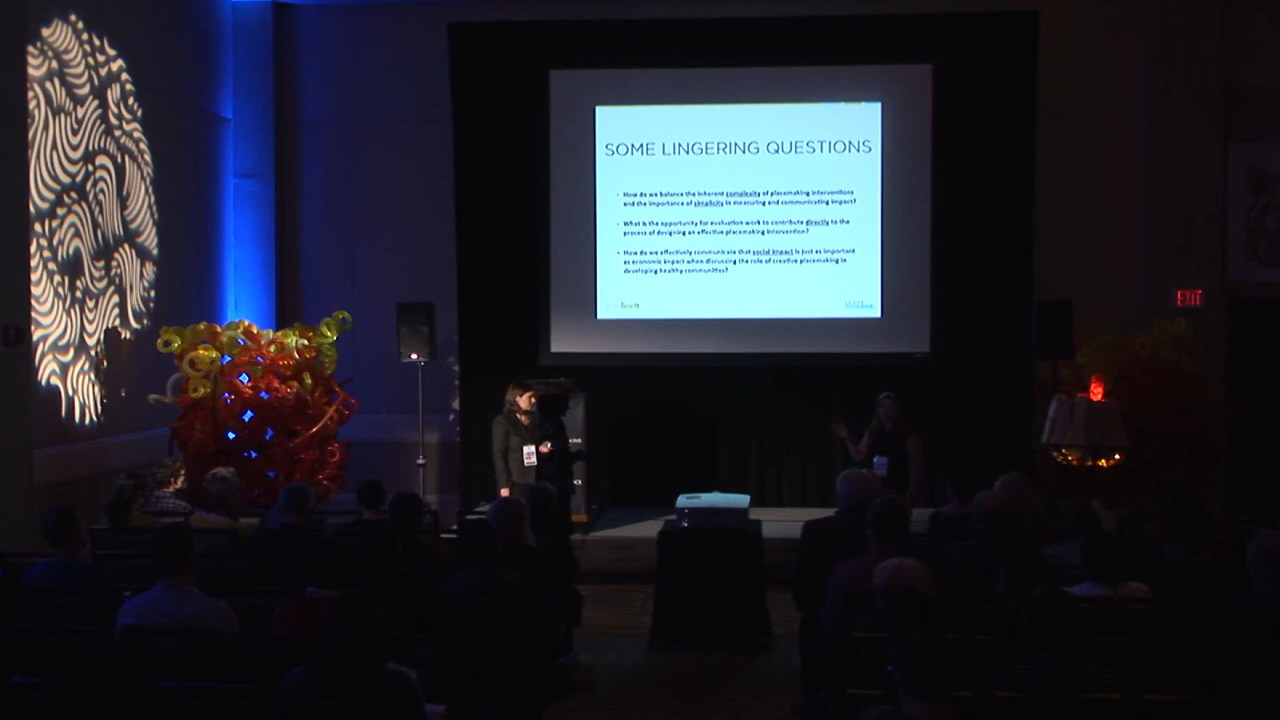 SOME LINGERING QUESTIONS
• How do we balance the inherent complexity of placemaking interventions
and the importance of simplicity in measuring and communicating impact?
• What is the opportunity for evaluation work to contribute directly to the
process of designing an effective placemaking intervention?
• How do we effectively communicate that social impact is just as important
as economic impact when discussing the role of creative placemaking in
developing healthy communities?
EXIT